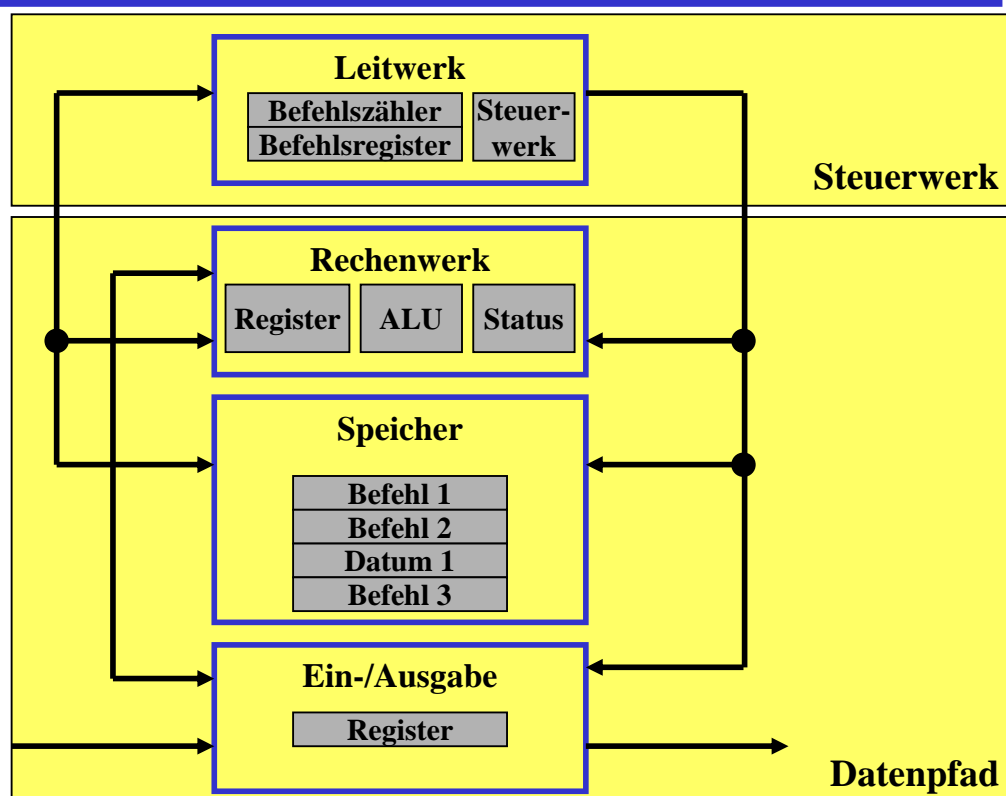 Leitwerk
Befehlszähler
Befehlsregister
Steuer-
werk
Steuerwerk
Rechenwerk
Register
ALU
Status
Speicher
Befehl 1
Befehl 2
Datum 1
Befehl 3
Ein-/Ausgabe
Register
Datenpfad